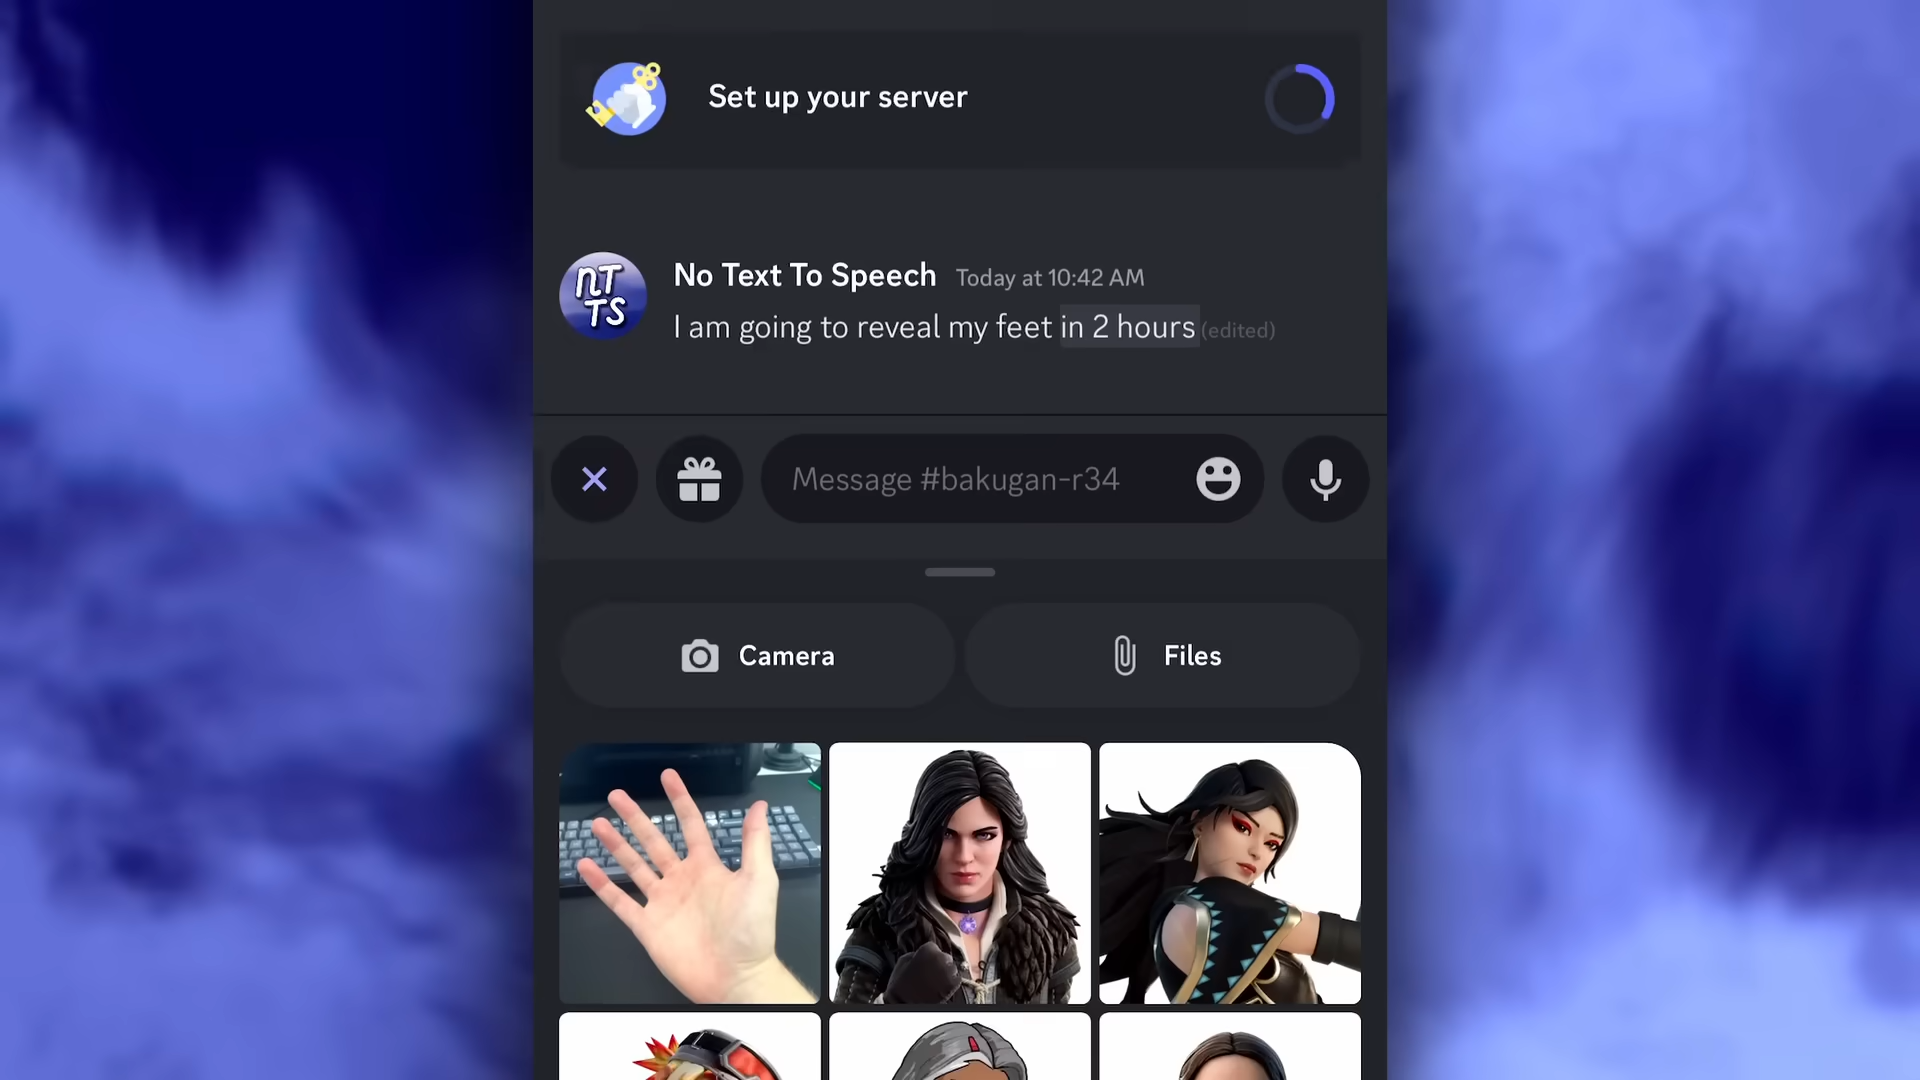 Set up your server
NT
TS
No Text To Speech Today at 10:42 AM
I am going to reveal my feet in 2 hours (edited)
Message #bakugan-r34
Camera
Files